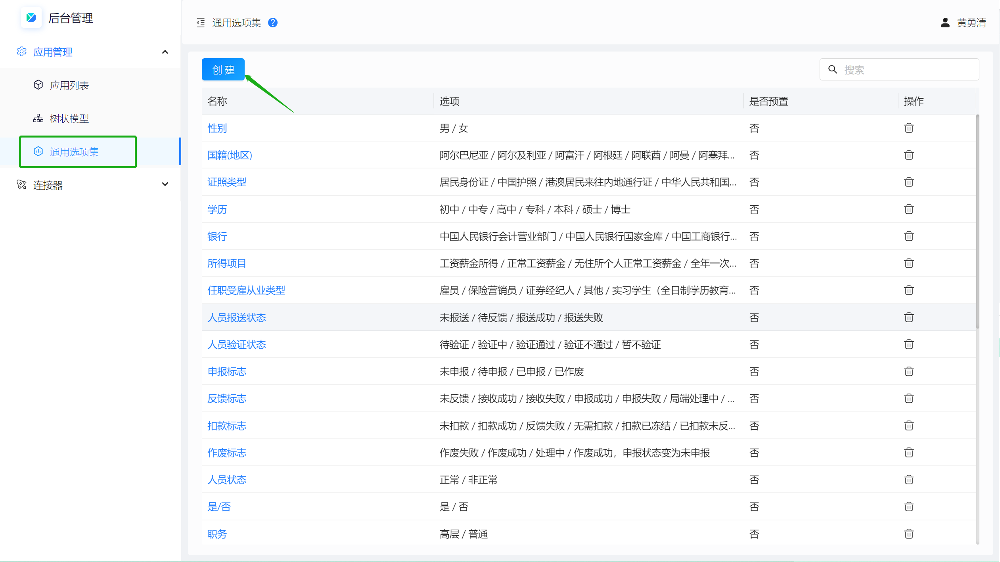 后台管理
应用管理
应用列表
树状模型
通用选项集
连接器
通用选项集 ?
黄勇清
创 建
搜索
名称 选项 是否预置 操作
性别 男 / 女 否
国籍(地区) 阿尔巴尼亚 / 阿尔及利亚 / 阿富汗 / 阿根廷 / 阿联酋 / 阿曼 / 阿塞拜... 否
证照类型 居民身份证 / 中国护照 / 港澳居民来往内地通行证 / 中华人民共和国... 否
学历 初中 / 中专 / 高中 / 专科 / 本科 / 硕士 / 博士 否
银行 中国人民银行会计营业部门 / 中国人民银行国家金库 / 中国工商银行... 否
所得项目 工资薪金所得 / 正常工资薪金 / 无住所个人正常工资薪金 / 全年一次... 否
任职受雇从业类型 雇员 / 保险营销员 / 证券经纪人 / 其他 / 实习学生（全日制学历教育... 否
人员报送状态 未报送 / 待反馈 / 报送成功 / 报送失败 否
人员验证状态 待验证 / 验证中 / 验证通过 / 验证不通过 / 暂不验证 否
申报标志 未申报 / 待申报 / 已申报 / 已作废 否
反馈标志 未反馈 / 接收成功 / 接收失败 / 申报成功 / 申报失败 / 局端处理中 / ... 否
扣款标志 未扣款 / 扣款成功 / 反馈失败 / 无需扣款 / 扣款已冻结 / 已扣款未反... 否
作废标志 作废失败 / 作废成功 / 处理中 / 作废成功，申报状态变为未申报 否
人员状态 正常 / 非正常 否
是/否 是 / 否 否
职务 高层 / 普通 否